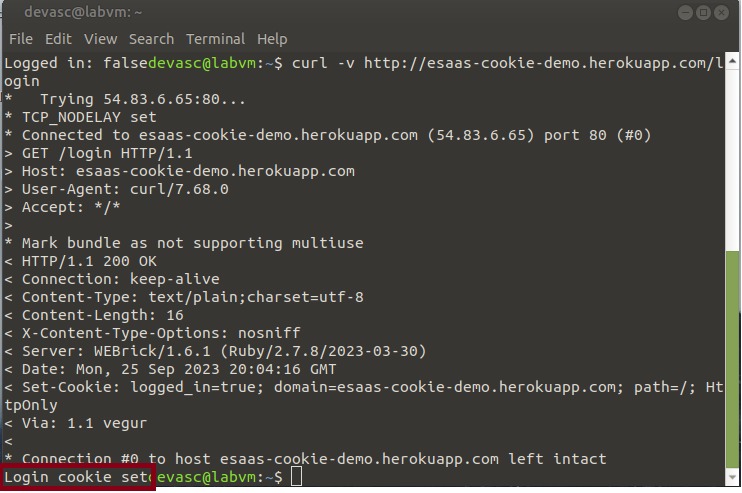 devasc@labvm: ~
File Edit View Search Terminal Help
Logged in: falsedevasc@labvm:~$ curl -v http://esaas-cookie-demo.herokuapp.com/l
ogin
*   Trying 54.83.6.65:80...
* TCP_NODELAY set
* Connected to esaas-cookie-demo.herokuapp.com (54.83.6.65) port 80 (#0)
> GET /login HTTP/1.1
> Host: esaas-cookie-demo.herokuapp.com
> User-Agent: curl/7.68.0
> Accept: */*
>
* Mark bundle as not supporting multiuse
< HTTP/1.1 200 OK
< Connection: keep-alive
< Content-Type: text/plain;charset=utf-8
< Content-Length: 16
< X-Content-Type-Options: nosniff
< Server: WEBrick/1.6.1 (Ruby/2.7.8/2023-03-30)
< Date: Mon, 25 Sep 2023 20:04:16 GMT
< Set-Cookie: logged_in=true; domain=esaas-cookie-demo.herokuapp.com; path=/; Ht
tpOnly
< Via: 1.1 vegur
<
* Connection #0 to host esaas-cookie-demo.herokuapp.com left intact
Login cookie setdevasc@labvm:~$